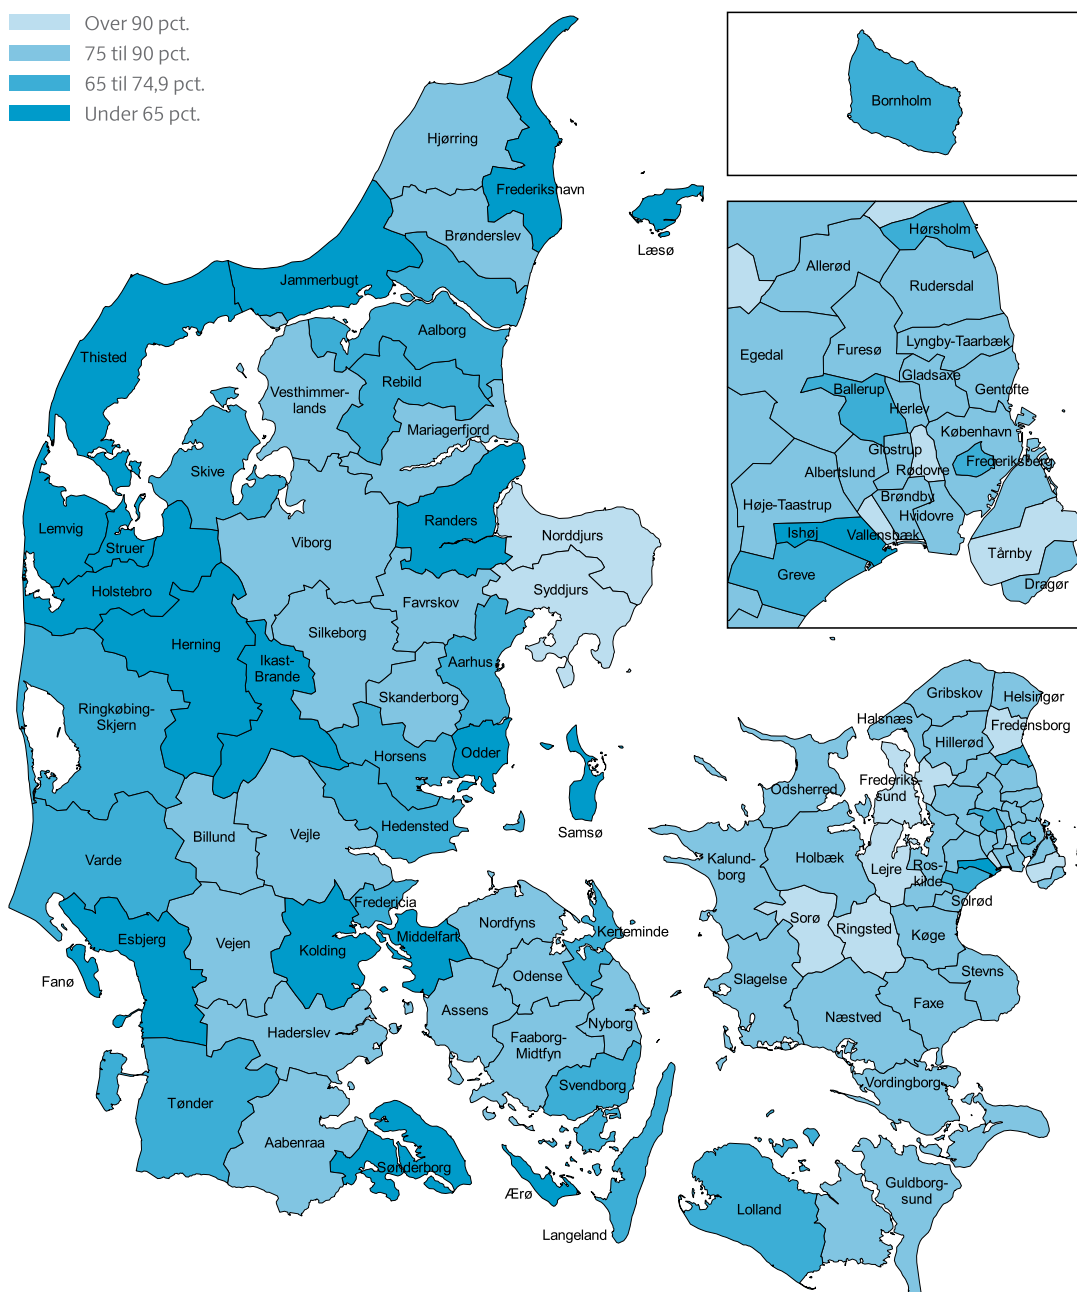 Over 90 pct.
75 til 90 pct.
65 til 74,9 pct.
Under 65 pct.
Bornholm
Hjørring
Frederikshavn
Brønderslev
Læsø
Jammerbugt
Aalborg
Thisted
Rebild
Vesthimmer-
lands
Mariagerfjord
Skive
Lemvig
Randers
Norddjurs
Viborg
Struer
Holstebro
Syddjurs
Favrskov
Silkeborg
Herning
Ikast-
Brande
Aarhus
Skanderborg
Ringkøbing-
Skjern
Horsens
Odder
Hedensted
Samsø
Billund
Vejle
Varde
Fredericia
Esbjerg
Vejen
Kolding
Middelfart
Nordfyns
Kerteminde
Fanø
Odense
Assens
Nyborg
Haderslev
Faaborg-
Midtfyn
Svendborg
Tønder
Aabenraa
Sønderborg
Ærø
Langeland
Hørsholm
Allerød
Rudersdal
Egedal
Furesø
Lyngby-Taarbæk
Gladsaxe
Ballerup
Gentofte
Herlev
København
Glostrup
Frederiksberg
Albertslund
Rødovre
Brøndby
Høje-Taastrup
Hvidovre
Ishøj
Vallensbæk
Tårnby
Greve
Dragør
Gribskov
Helsingør
Halsnæs
Fredensborg
Hillerød
Odsherred
Frederiks-
sund
Kalund-
borg
Holbæk
Lejre
Ros-
kilde
Solrød
Sorø
Ringsted
Køge
Slagelse
Stevns
Næstved
Faxe
Vordingborg
Guldborg-
sund
Lolland